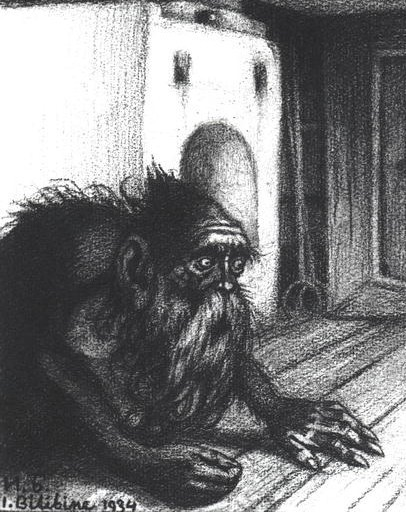 И. Б.
I. Bilibine 1934